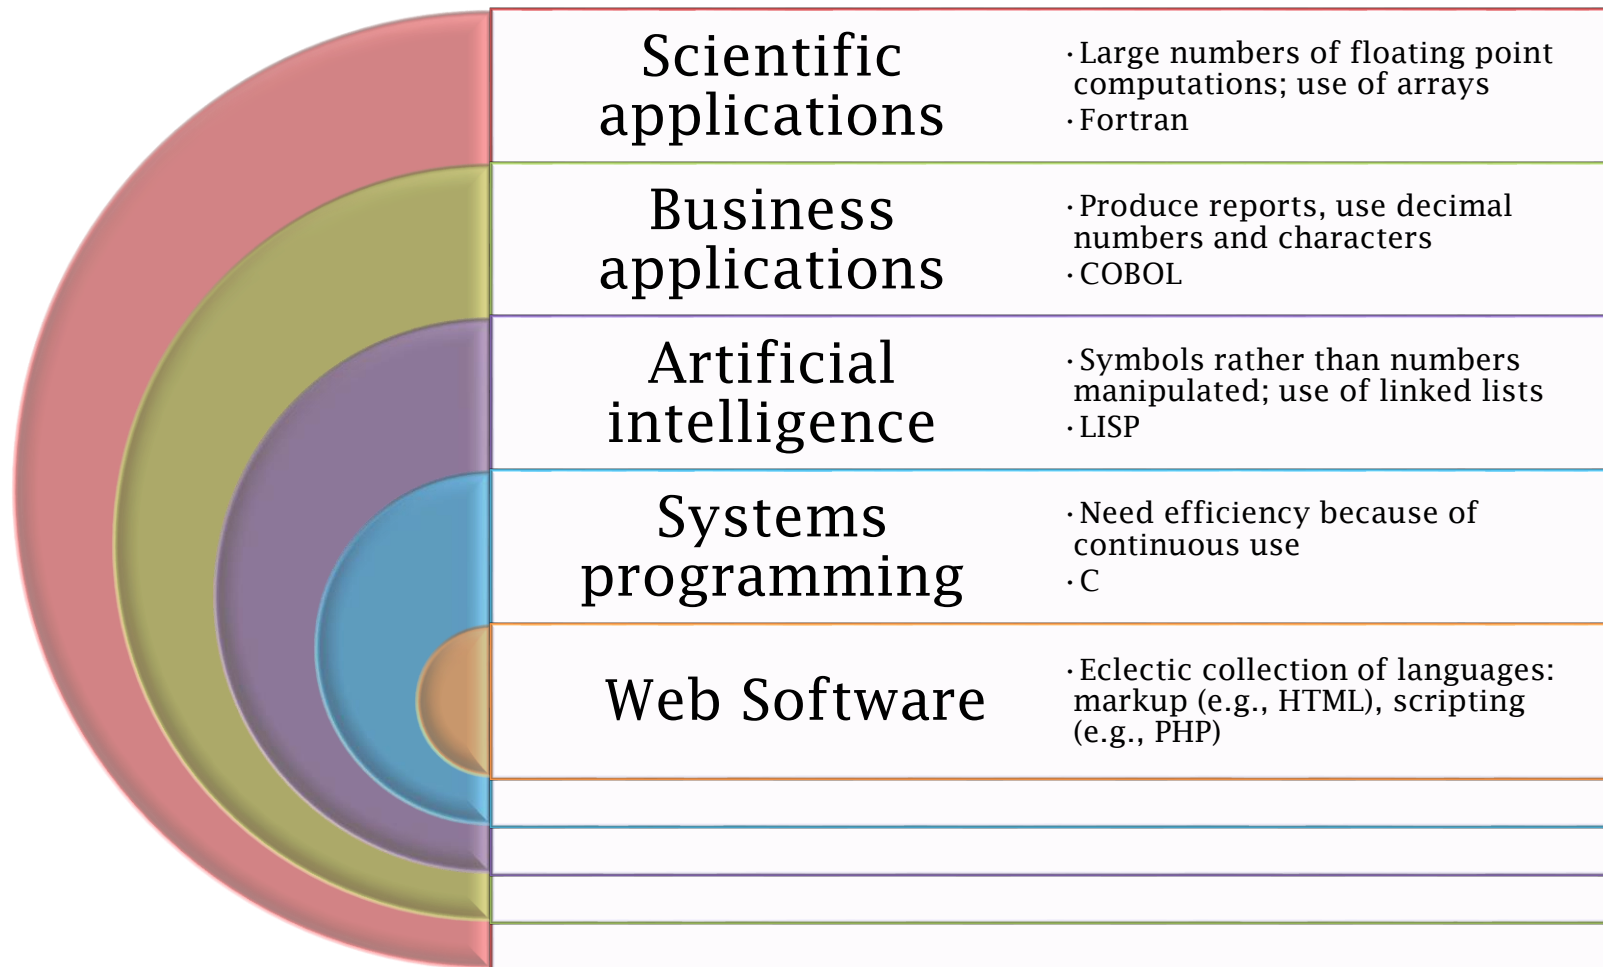 Scientific
applications
·Large numbers of floating point
computations; use of arrays
·Fortran
Business
applications
·Produce reports, use decimal
numbers and characters
·COBOL
Artificial
intelligence
·Symbols rather than numbers
manipulated; use of linked lists
·LISP
Systems
programming
·Need efficiency because of
continuous use
·C
Web Software
·Eclectic collection of languages:
markup (e.g., HTML), scripting
(e.g., PHP)